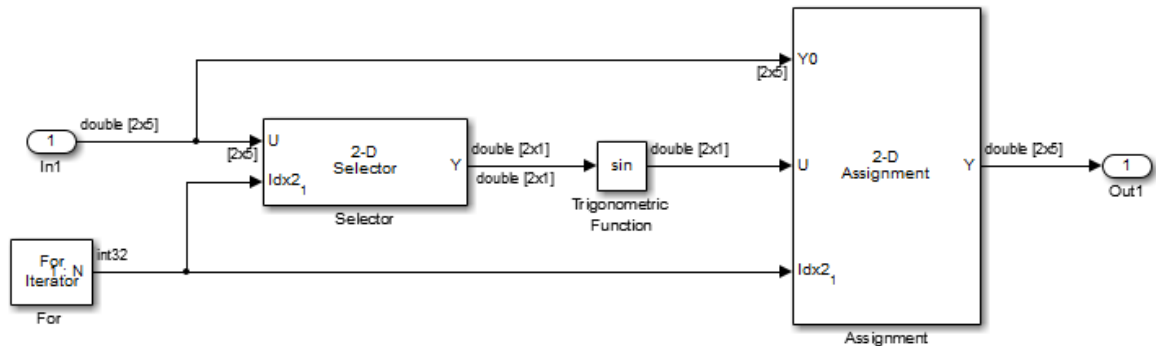 Y0
[2x5]
double [2x5]
1
In1
U
[2x5]
2-D
Selector
Y
Idx2 1
Selector
double [2x1]
double [2x1]
sin
Trigonometric
Function
double [2x1]
U
2-D
Assignment
Y
double [2x5]
1
Out1
For
Iterator
1 : N
int32
For
Idx2 1
Assignment